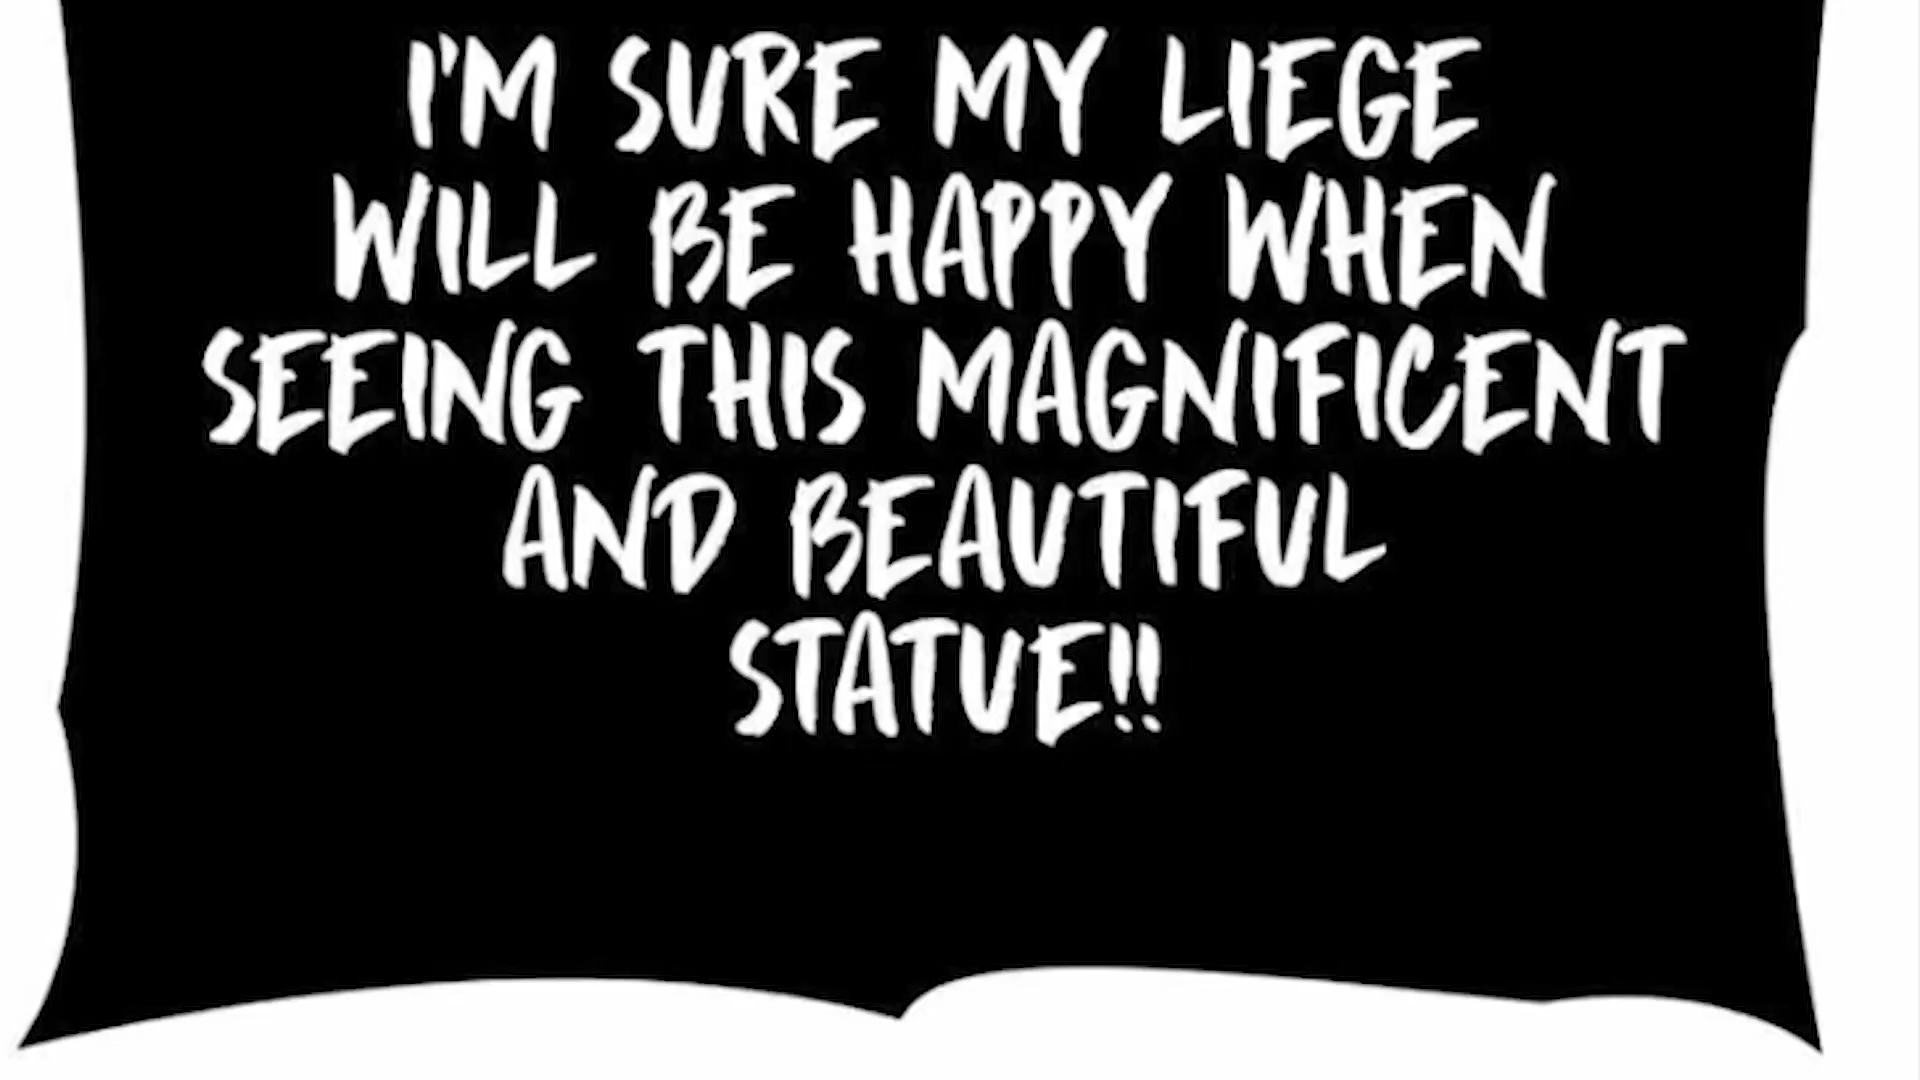 I'M SURE MY LIEGE
WILL BE HAPPY WHEN
SEEING THIS MAGNIFICENT
AND BEAUTIFUL
STATUE!!